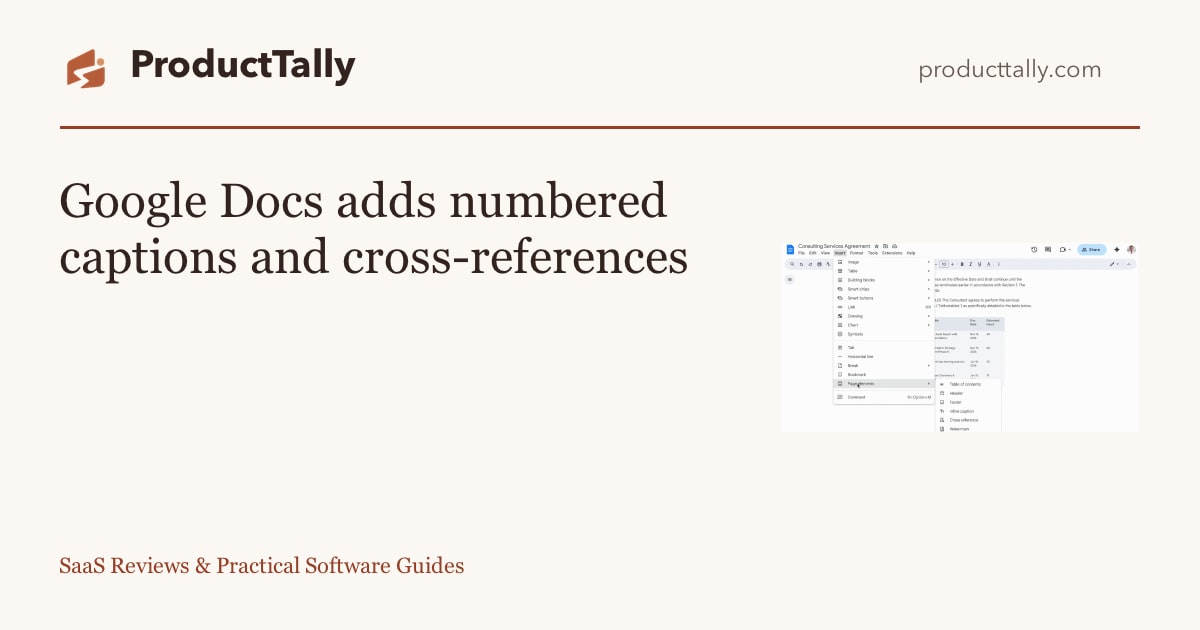 ProductTally
producttally.com
Google Docs adds numbered
captions and cross-references
Consulting Services Agreement
File Edit View Insert Format Tools Extensions Help
Share
Image
Table
Building blocks
Smart chips
Smart buttons
Link
Drawing
Chart
Symbols
Tab
Horizontal line
Break
Bookmark
Page elements
Comment
Table of contents
Header
Footer
Inline caption
Cross reference
Watermark
SaaS Reviews & Practical Software Guides